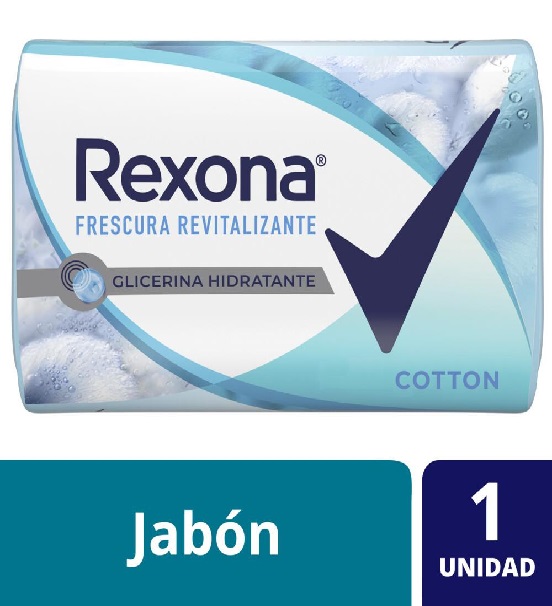 Rexona®
FRESCURA REVITALIZANTE
GLICERINA HIDRATANTE
COTTON
Jabón
1
UNIDAD